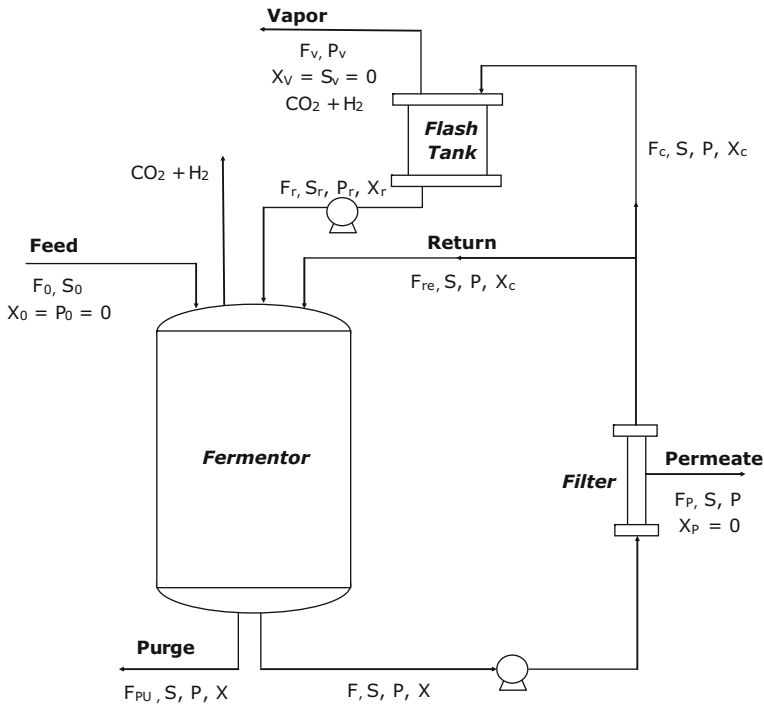 Vapor
Fv, Pv
XV = Sv = 0
CO2 + H2
Flash
Tank
Fc, S, P, Xc
CO2 + H2
Fr, Sr, Pr, Xr
Feed
F0, S0
X0 = P0 = 0
Return
Fre, S, P, Xc
Fermentor
Filter
Permeate
FP, S, P
XP = 0
Purge
FPU, S, P, X
F, S, P, X